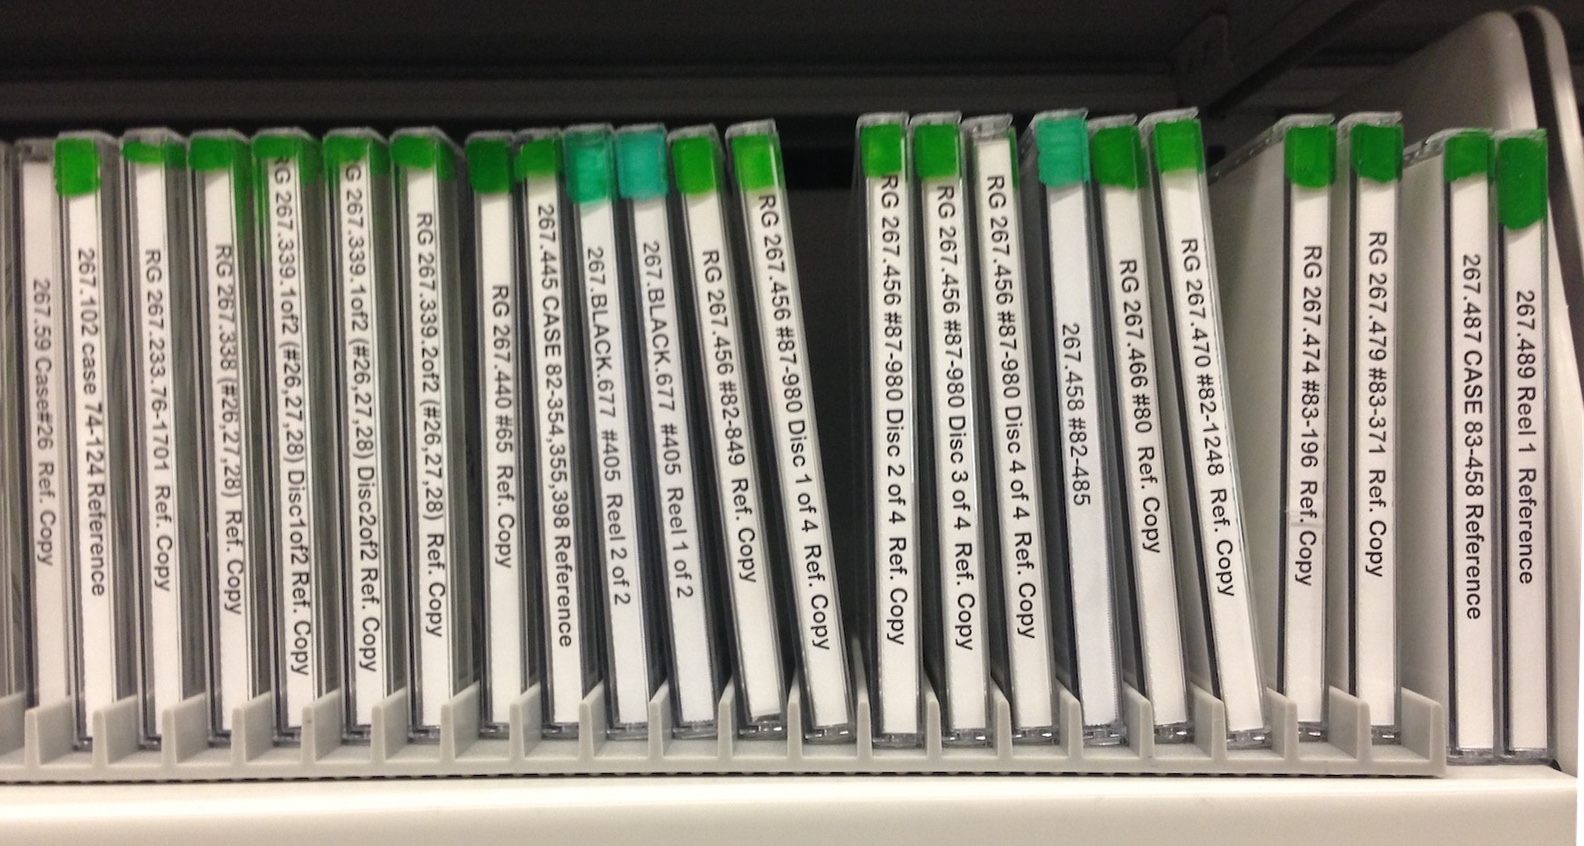 267.59 Case#26 Ref. Copy
267.102 case 74-124 Reference
RG 267.233.76-1701 Ref. Copy
RG 267.338 (#26,27,28) Ref. Copy
RG 267.339.1of2 (#26,27,28) Disc1of2 Ref. Copy
RG 267.339.1of2 (#26,27,28) Disc2of2 Ref. Copy
RG 267.339.2of2 (#26,27,28) Ref. Copy
RG 267.440 #65 Ref. Copy
267.445 CASE 82-354,355,398 Reference
267.BLACK.677 #405 Reel 2 of 2
267.BLACK.677 #405 Reel 1 of 2
RG 267.456 #82-849 Ref. Copy
RG 267.456 #87-980 Disc 1 of 4 Ref. Copy
RG 267.456 #87-980 Disc 2 of 4 Ref. Copy
RG 267.456 #87-980 Disc 3 of 4 Ref. Copy
RG 267.456 #87-980 Disc 4 of 4 Ref. Copy
267.458 #82-485
RG 267.466 #80 Ref. Copy
RG 267.470 #82-1248 Ref. Copy
RG 267.474 #83-196 Ref. Copy
RG 267.479 #83-371 Ref. Copy
267.487 CASE 83-458 Reference
267.489 Reel 1 Reference